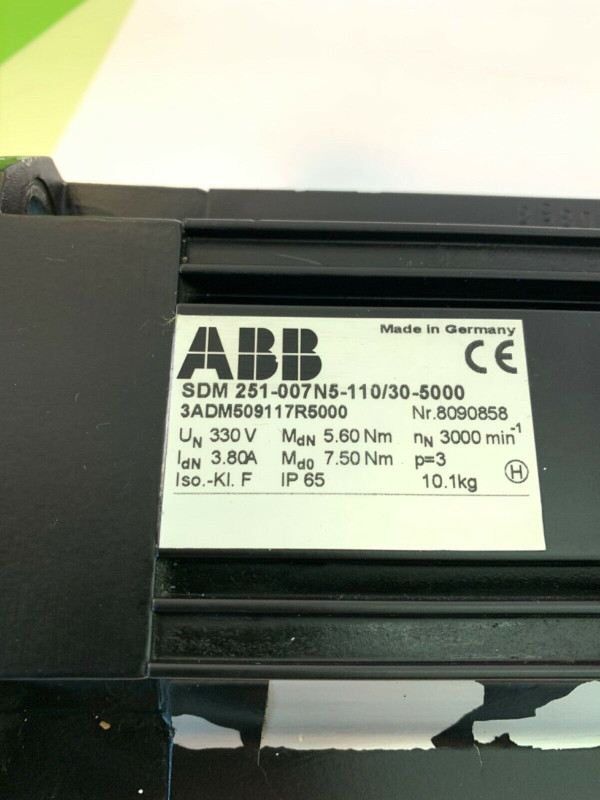 ABB
Made in Germany
CE
SDM 251-007N5-110/30-5000
3ADM509117R5000 Nr.8090858
UN 330 V MdN 5.60 Nm nN 3000 min-1
IdN 3.80A Md0 7.50 Nm p=3
Iso.-Kl. F IP 65 10.1kg
H